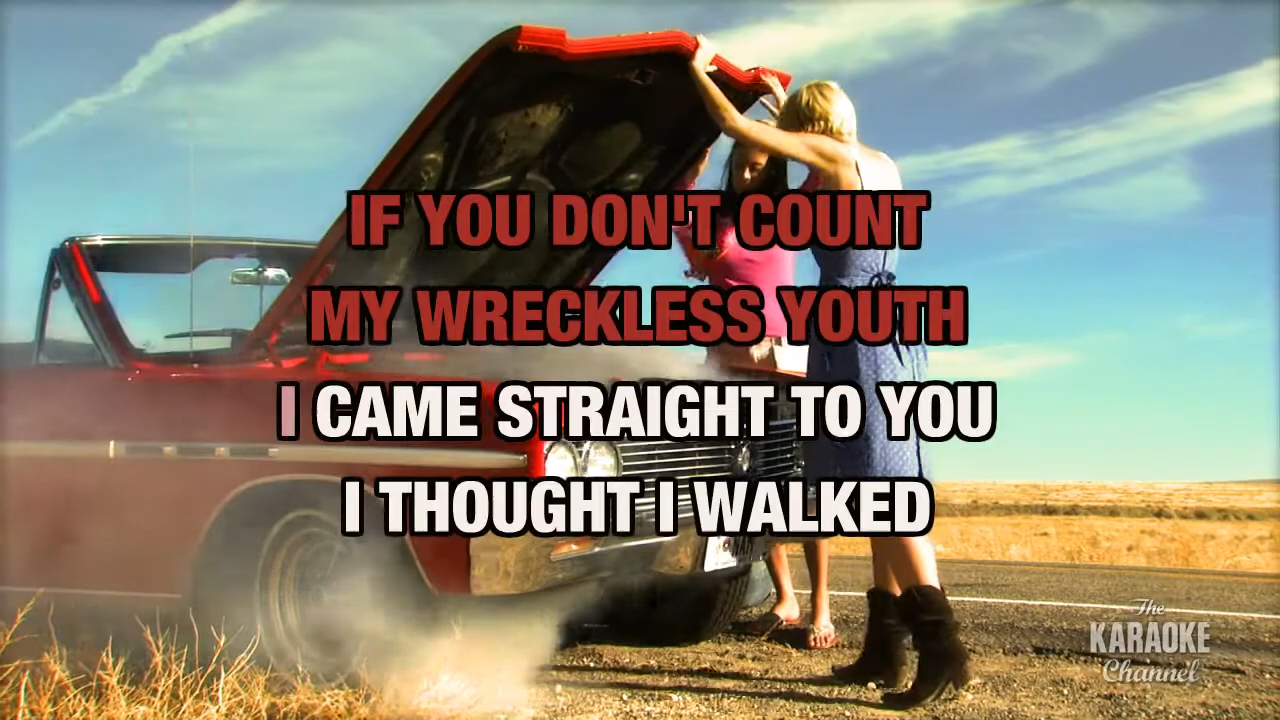 IF YOU DON'T COUNT
MY WRECKLESS YOUTH
I CAME STRAIGHT TO YOU
I THOUGHT I WALKED
The
KARAOKE
Channel